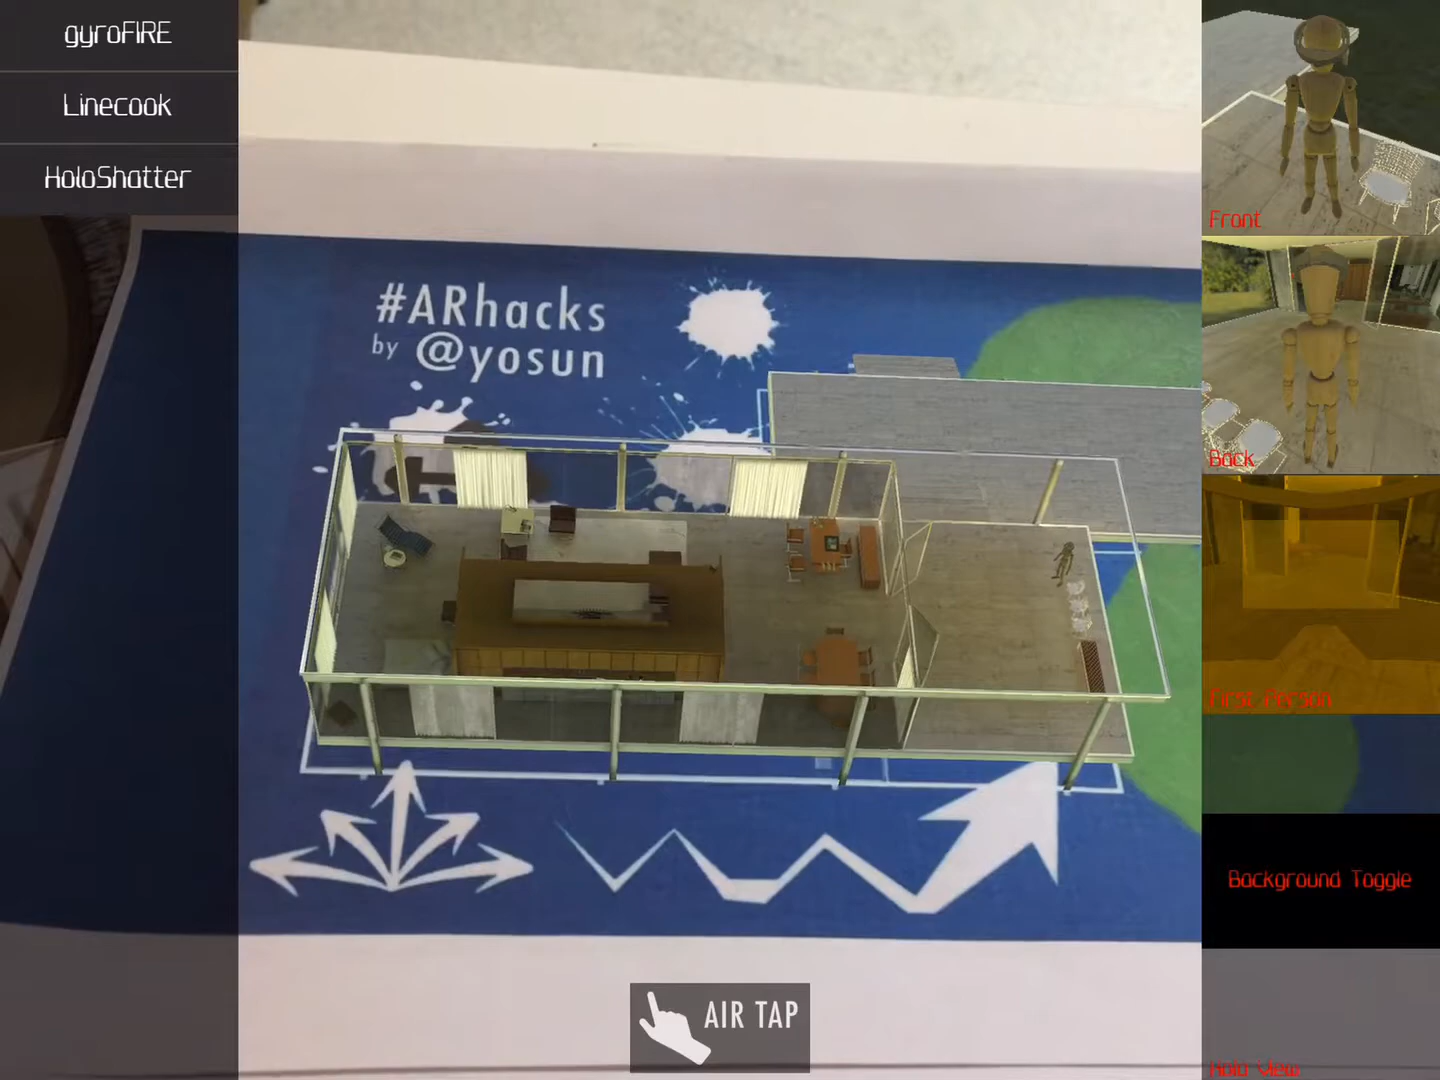 gyroFIRE
Linecook
HoloShatter
#ARhacks
by @yosun
AIR TAP
Front
Back
First Person
Background Toggle
Holo View